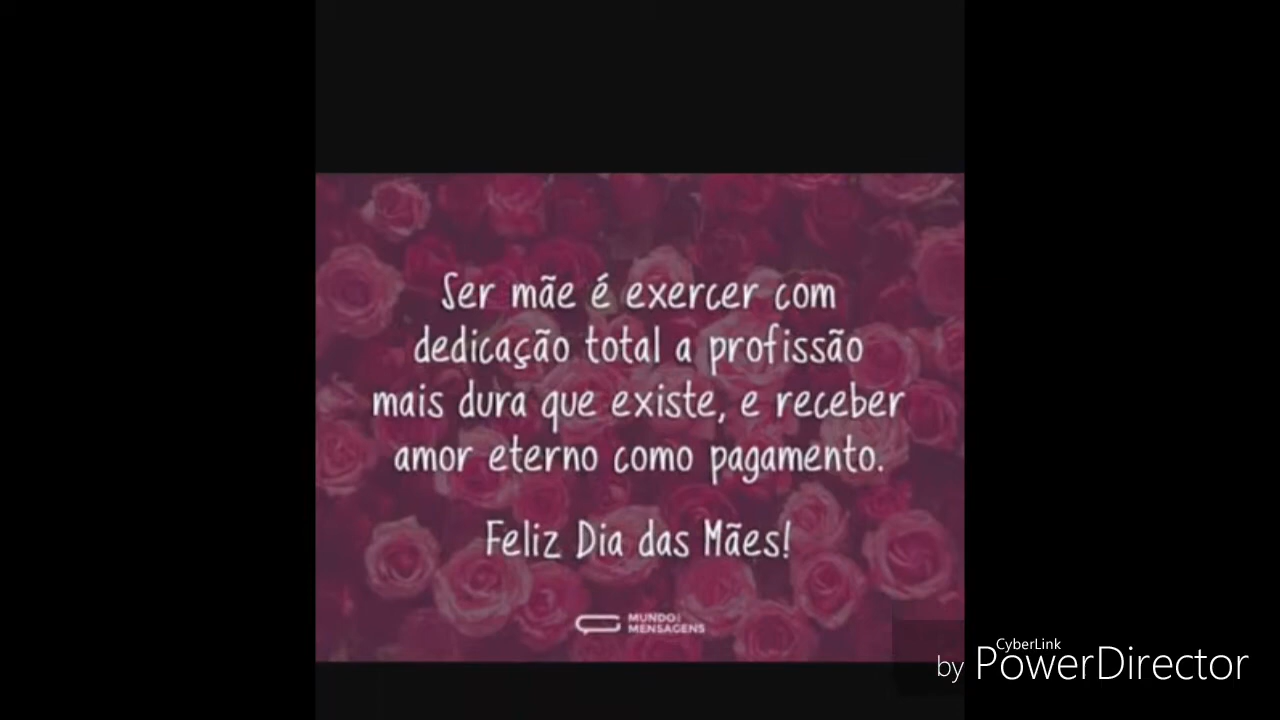 Ser mãe é exercer com
dedicação total a profissão
mais dura que existe, e receber
amor eterno como pagamento.
Feliz Dia das Mães!
MUNDO
MENSAGENS
CyberLink
by PowerDirector